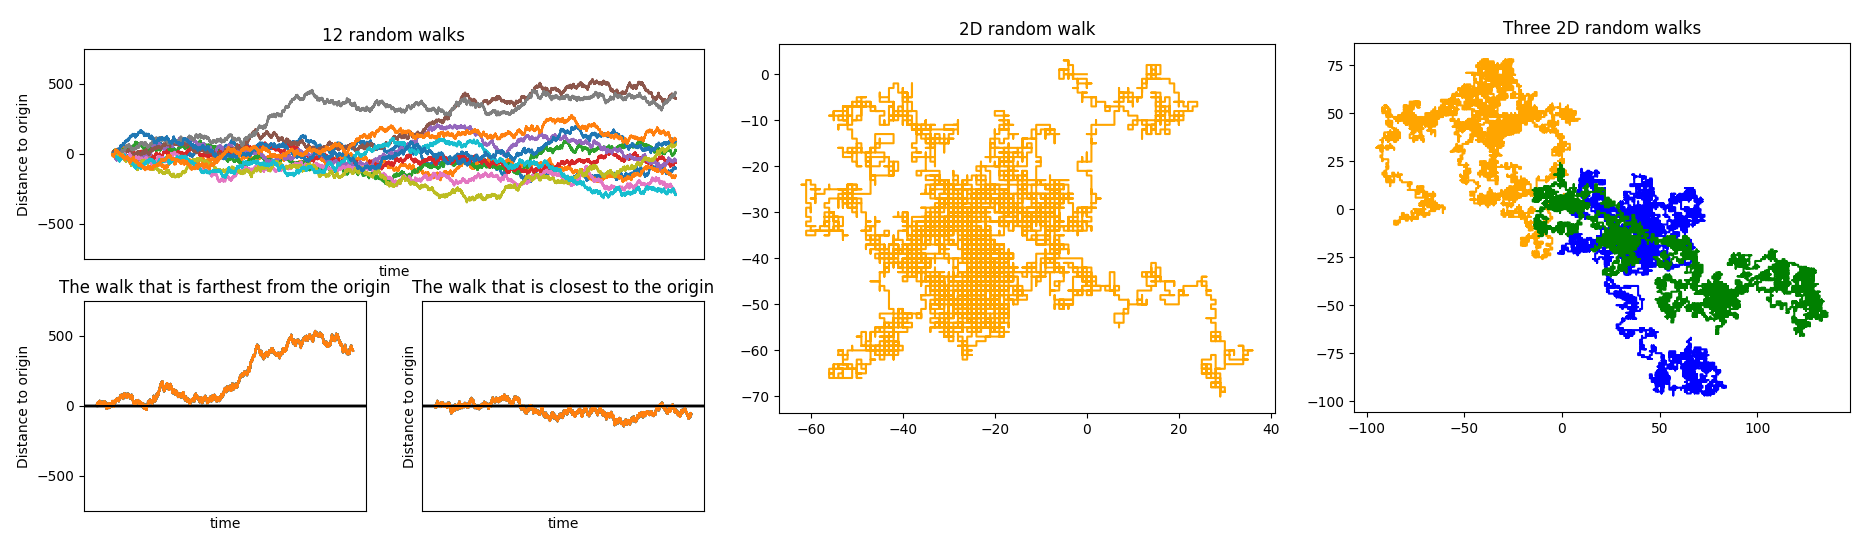 12 random walks
Distance to origin
500
0
−500
time
The walk that is farthest from the origin
Distance to origin
500
0
−500
time
The walk that is closest to the origin
Distance to origin
time
2D random walk
0
−10
−20
−30
−40
−50
−60
−70
−60 −40 −20 0 20 40
Three 2D random walks
75
50
25
0
−25
−50
−75
−100
−100 −50 0 50 100